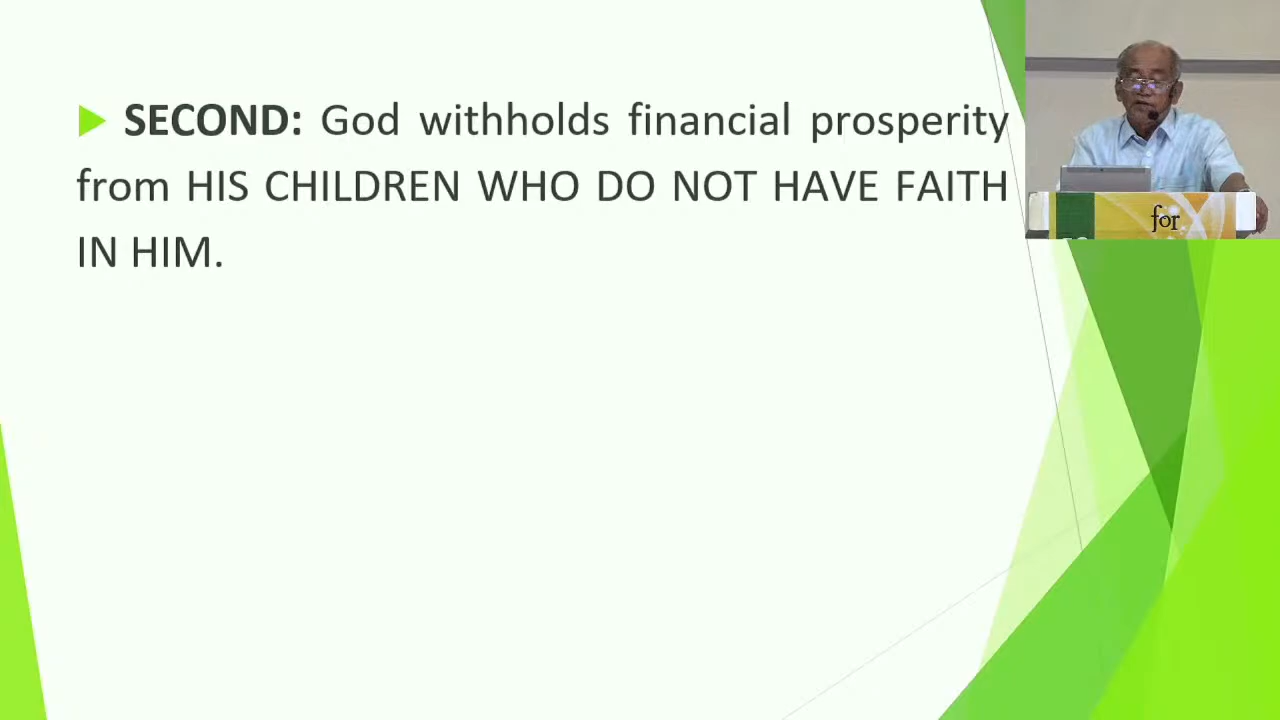 SECOND: God withholds financial prosperity
from HIS CHILDREN WHO DO NOT HAVE FAITH
IN HIM.
for